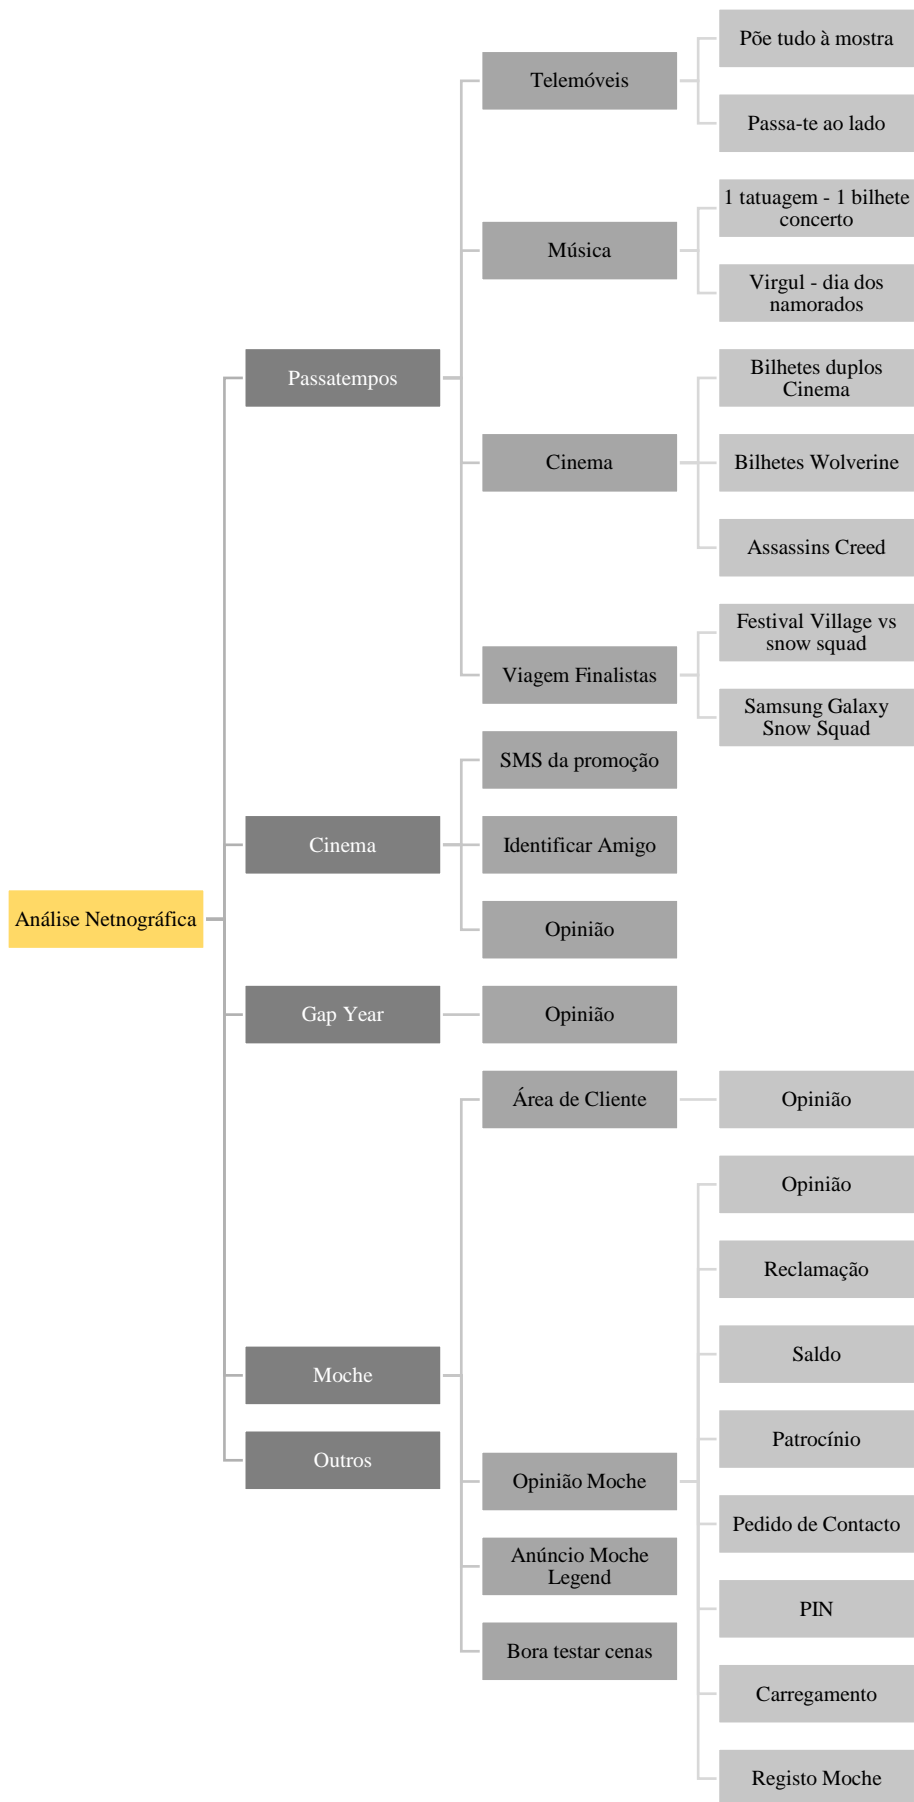 Põe tudo à mostra
Telemóveis
Passa-te ao lado
1 tatuagem - 1 bilhete
concerto
Música
Virgul - dia dos
namorados
Passatempos
Bilhetes duplos
Cinema
Cinema
Bilhetes Wolverine
Assassins Creed
Festival Village vs
snow squad
Viagem Finalistas
Samsung Galaxy
Snow Squad
SMS da promoção
Cinema
Identificar Amigo
Análise Netnográfica
Opinião
Gap Year
Opinião
Área de Cliente
Opinião
Opinião
Reclamação
Moche
Saldo
Outros
Patrocínio
Opinião Moche
Pedido de Contacto
Anúncio Moche
Legend
PIN
Bora testar cenas
Carregamento
Registo Moche